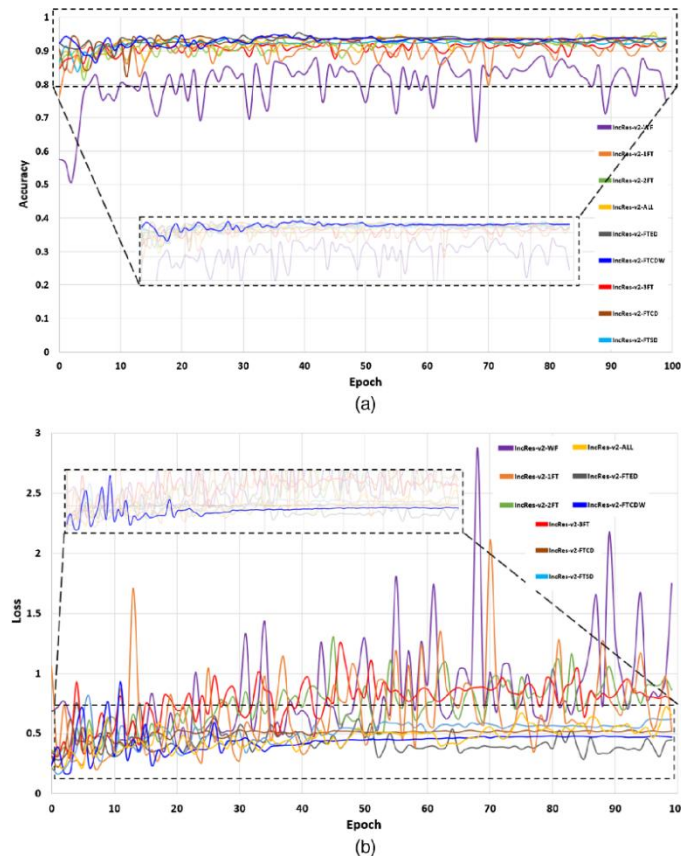 1
0.9
0.8
0.7
0.6
0.5
0.4
0.3
0.2
0.1
0
Accuracy
0 10 20 30 40 50 60 70 80 90 100
Epoch
IncRes-v2-WF
IncRes-v2-1FT
IncRes-v2-2FT
IncRes-v2-ALL
IncRes-v2-FTED
IncRes-v2-FTCDW
IncRes-v2-3FT
IncRes-v2-FTCD
IncRes-v2-FTSD
(a)
3
2.5
2
1.5
1
0.5
0
Loss
0 10 20 30 40 50 60 70 80 90 10
Epoch
IncRes-v2-WF IncRes-v2-ALL
IncRes-v2-1FT IncRes-v2-FTED
IncRes-v2-2FT IncRes-v2-FTCDW
IncRes-v2-3FT
IncRes-v2-FTCD
IncRes-v2-FTSD
(b)